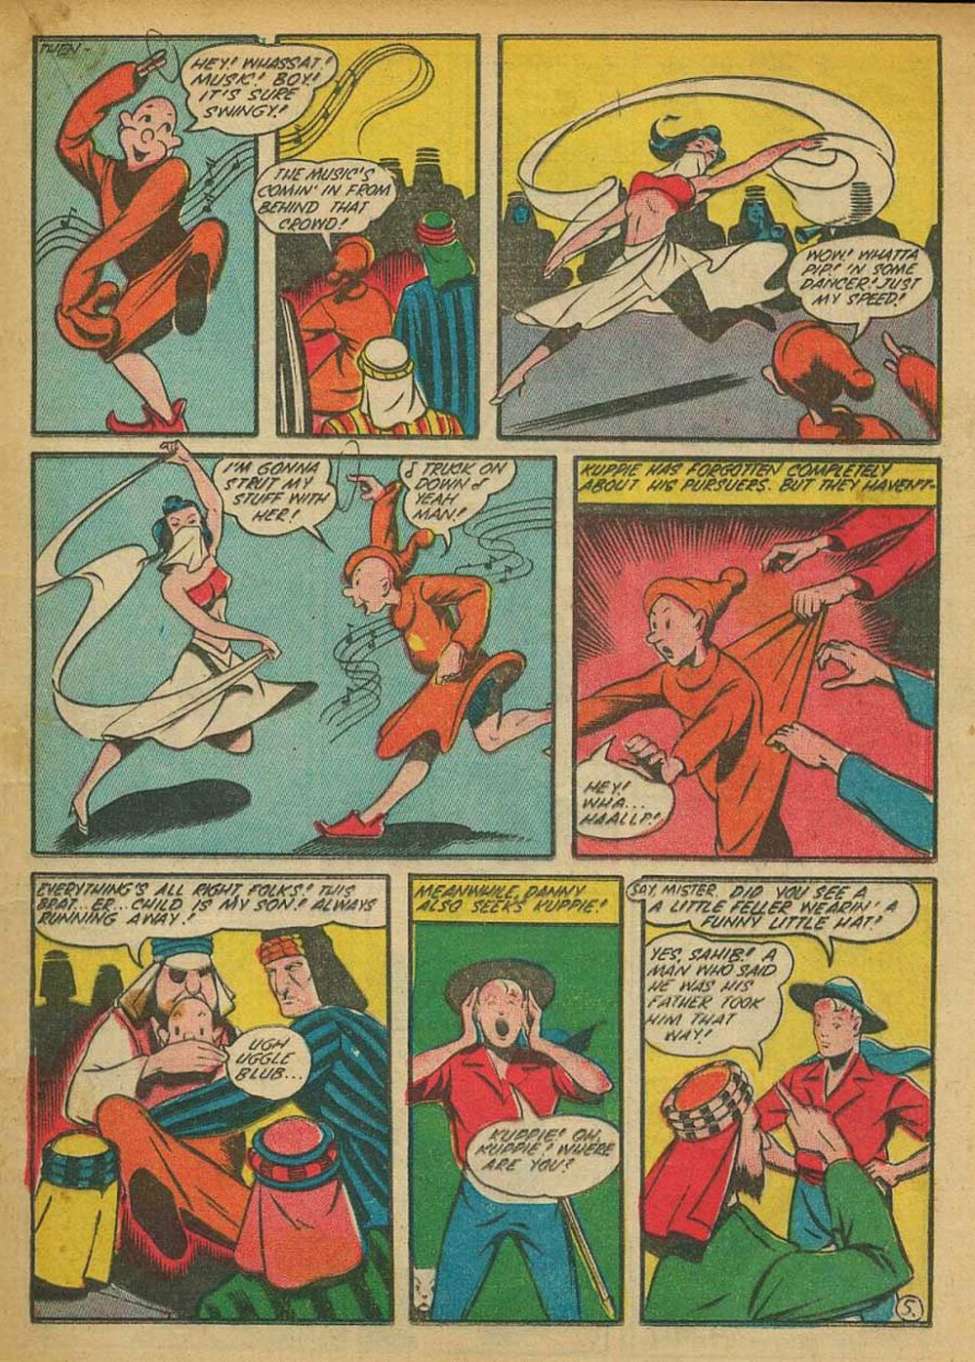 THEN-
HEY! WHASSAT!
MUSIC! BOY!
IT'S SURE
SWINGY!
THE MUSIC'S
COMIN' IN FROM
BEHIND THAT
CROWD!
WOW! WHATTA
PIP! 'N SOME
DANCER! JUST
MY SPEED!
I'M GONNA
STRUT MY
STUFF WITH
HER!
♪ TRUCK ON
DOWN ♪
YEAH
MAN!
KUPPIE HAS FORGOTTEN COMPLETELY
ABOUT HIS PURSUERS. BUT THEY HAVEN'T-
HEY!
WHA...
HAALLP!
EVERYTHING'S ALL RIGHT, FOLKS! THIS
BRAT...ER...CHILD IS MY SON! ALWAYS
RUNNING AWAY!
UGH
UGGLE
BLUB...
MEANWHILE, DANNY
ALSO SEEKS KUPPIE!
KUPPIE! OH,
KUPPIE! WHERE
ARE YOU?
SAY, MISTER, DID YOU SEE A
A LITTLE FELLER WEARIN' A
FUNNY LITTLE HAT?
YES, SAHIB! A
MAN WHO SAID
HE WAS HIS
FATHER TOOK
HIM THAT
WAY!
5.